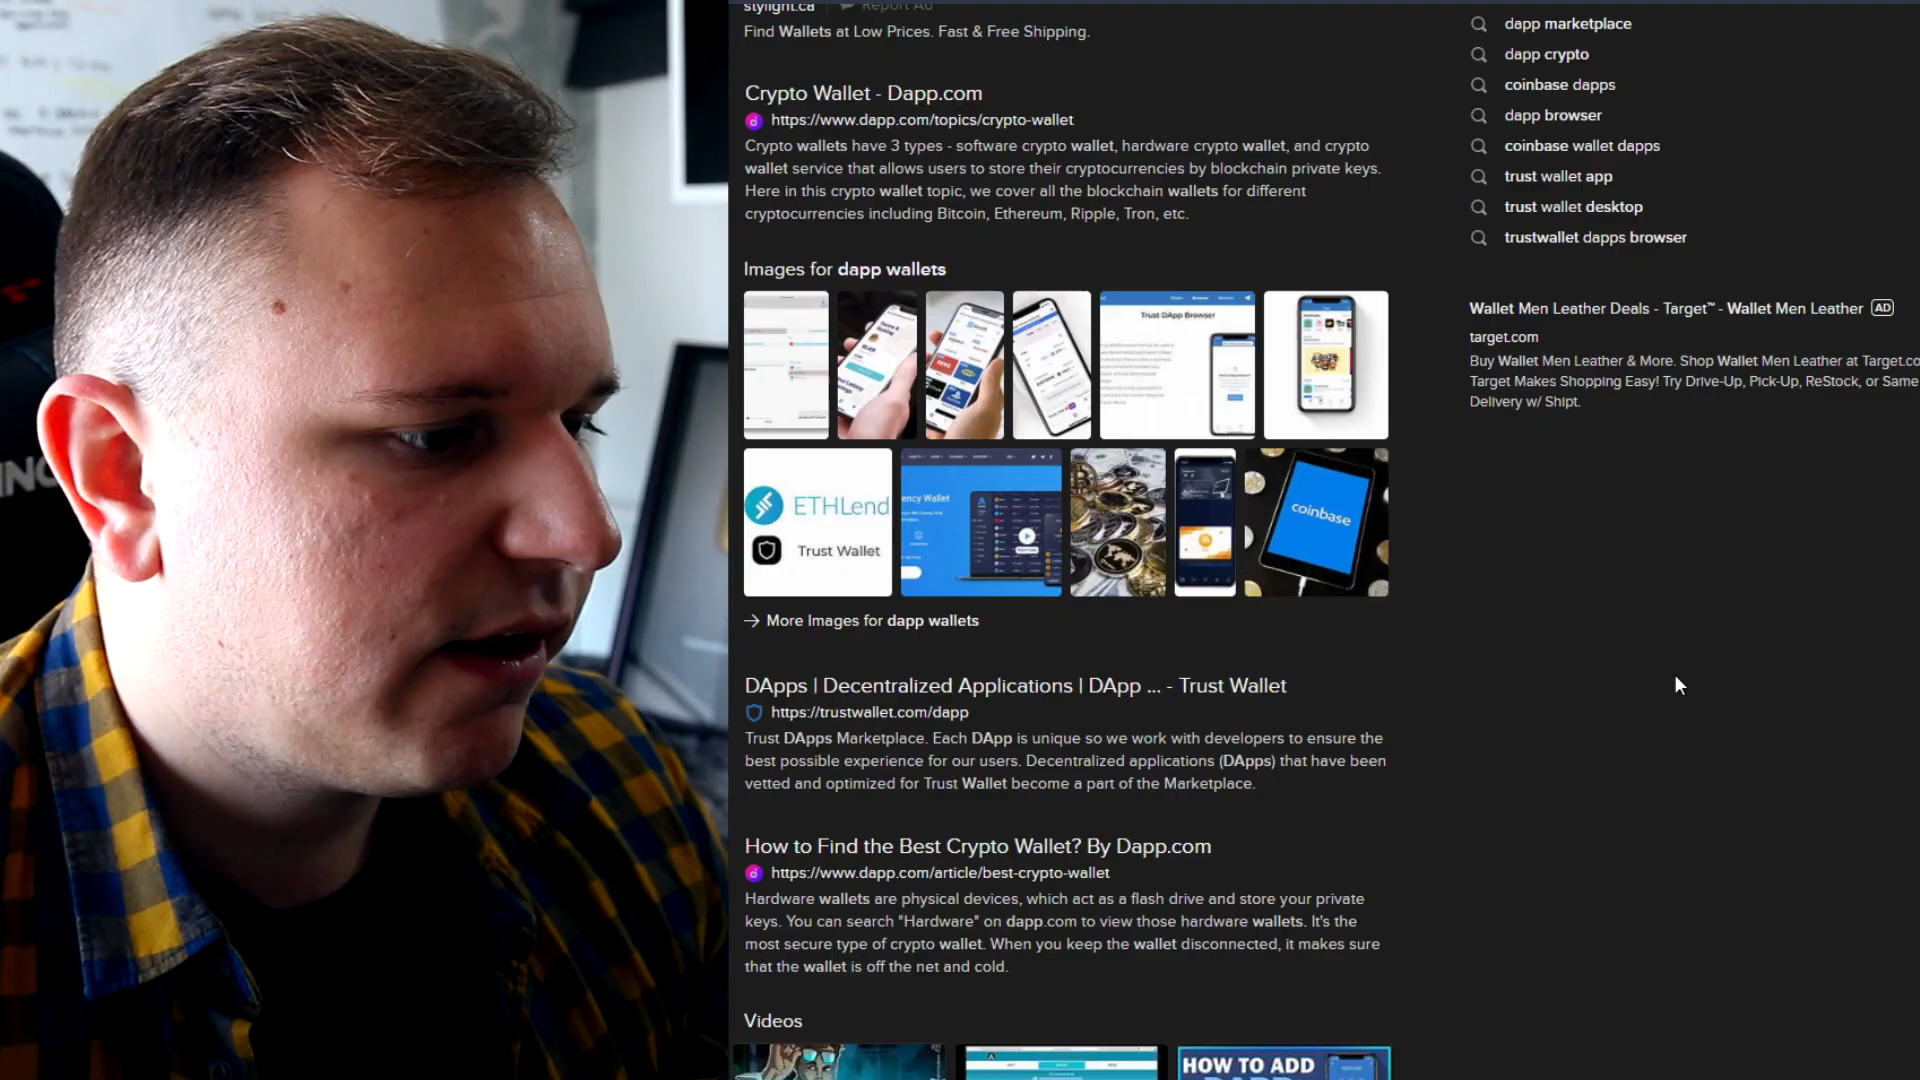 stylight.ca
Report Ad
Find Wallets at Low Prices. Fast & Free Shipping.
Crypto Wallet - Dapp.com
https://www.dapp.com/topics/crypto-wallet
Crypto wallets have 3 types - software crypto wallet, hardware crypto wallet, and crypto
wallet service that allows users to store their cryptocurrencies by blockchain private keys.
Here in this crypto wallet topic, we cover all the blockchain wallets for different
cryptocurrencies including Bitcoin, Ethereum, Ripple, Tron, etc.
Images for dapp wallets
Trust DApp Browser
ETHLend
Trust Wallet
ency Wallet
coinbase
→ More Images for dapp wallets
DApps | Decentralized Applications | DApp ... - Trust Wallet
https://trustwallet.com/dapp
Trust DApps Marketplace. Each DApp is unique so we work with developers to ensure the
best possible experience for our users. Decentralized applications (DApps) that have been
vetted and optimized for Trust Wallet become a part of the Marketplace.
How to Find the Best Crypto Wallet? By Dapp.com
https://www.dapp.com/article/best-crypto-wallet
Hardware wallets are physical devices, which act as a flash drive and store your private
keys. You can search "Hardware" on dapp.com to view those hardware wallets. It's the
most secure type of crypto wallet. When you keep the wallet disconnected, it makes sure
that the wallet is off the net and cold.
Videos
HOW TO ADD
dapp marketplace
dapp crypto
coinbase dapps
dapp browser
coinbase wallet dapps
trust wallet app
trust wallet desktop
trustwallet dapps browser
Wallet Men Leather Deals - Target™ - Wallet Men Leather AD
target.com
Buy Wallet Men Leather & More. Shop Wallet Men Leather at Target.co
Target Makes Shopping Easy! Try Drive-Up, Pick-Up, ReStock, or Same
Delivery w/ Shipt.